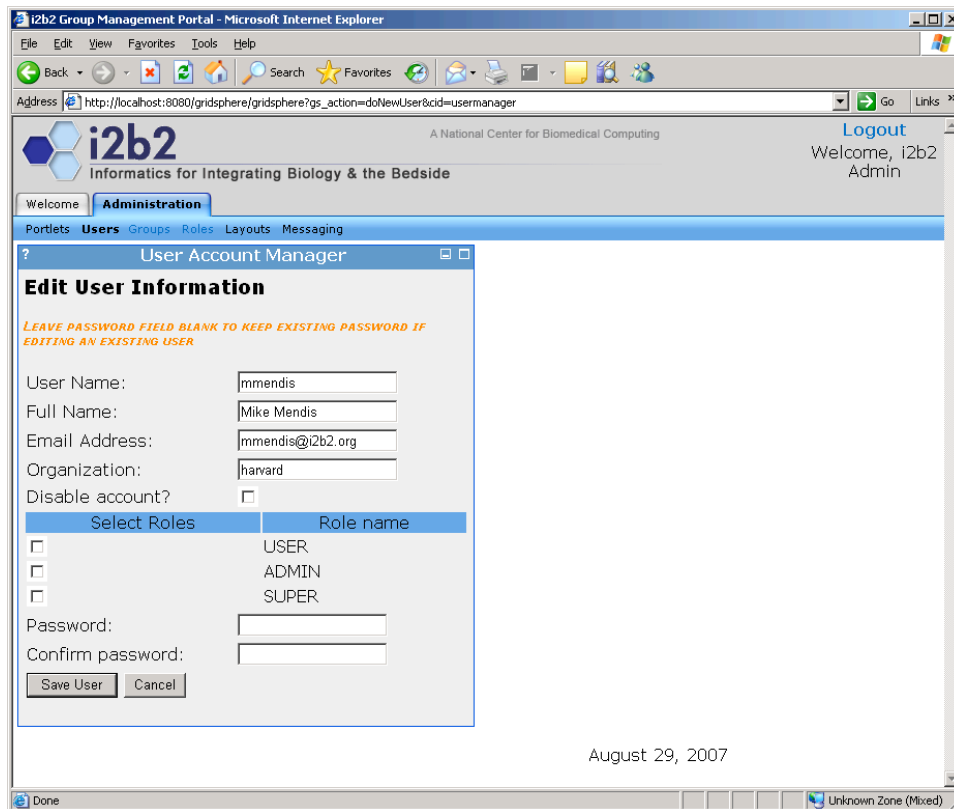 i2b2 Group Management Portal - Microsoft Internet Explorer
File Edit View Favorites Tools Help
Back Search Favorites
Address http://localhost:8080/gridsphere/gridsphere?gs_action=doNewUser&cid=usermanager Go Links »
i2b2
A National Center for Biomedical Computing
Informatics for Integrating Biology & the Bedside
Logout
Welcome, i2b2
Admin
Welcome Administration
Portlets Users Groups Roles Layouts Messaging
? User Account Manager
Edit User Information
LEAVE PASSWORD FIELD BLANK TO KEEP EXISTING PASSWORD IF
EDITING AN EXISTING USER
User Name: mmendis
Full Name: Mike Mendis
Email Address: mmendis@i2b2.org
Organization: harvard
Disable account?
Select Roles Role name
USER
ADMIN
SUPER
Password:
Confirm password:
Save User Cancel
August 29, 2007
Done Unknown Zone (Mixed)